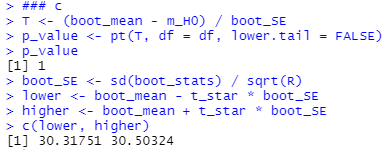 > ### c
> T <- (boot_mean - m_H0) / boot_SE
> p_value <- pt(T, df = df, lower.tail = FALSE)
> p_value
[1] 1
> boot_SE <- sd(boot_stats) / sqrt(R)
> lower <- boot_mean - t_star * boot_SE
> higher <- boot_mean + t_star * boot_SE
> c(lower, higher)
[1] 30.31751 30.50324